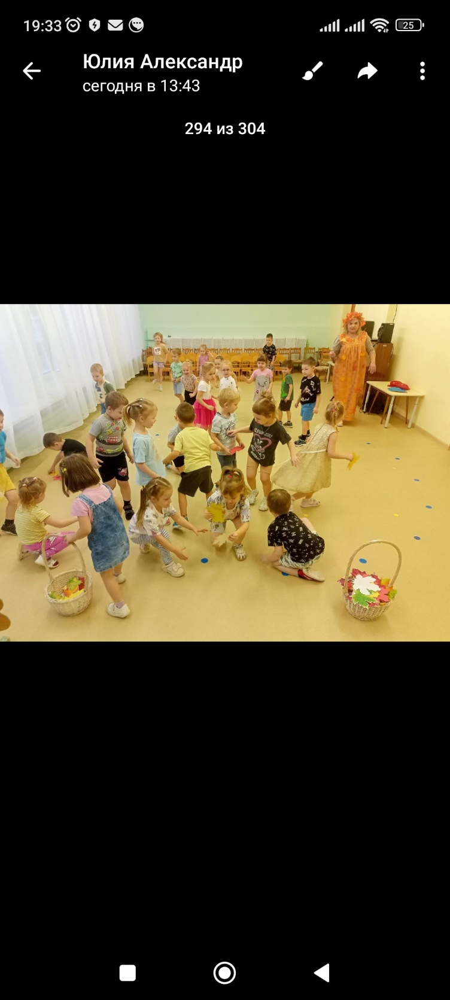 19:33
25
Юлия Александр
сегодня в 13:43
294 из 304